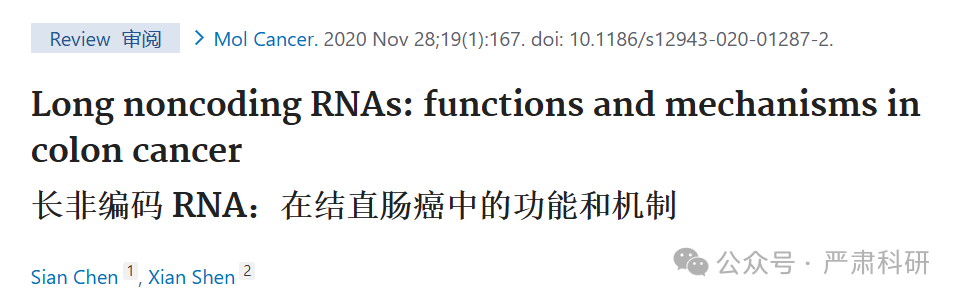 Review 审阅 > Mol Cancer. 2020 Nov 28;19(1):167. doi: 10.1186/s12943-020-01287-2.
Long noncoding RNAs: functions and mechanisms in
colon cancer
长非编码 RNA：在结直肠癌中的功能和机制
Sian Chen 1, Xian Shen 2
公众号 · 严肃科研